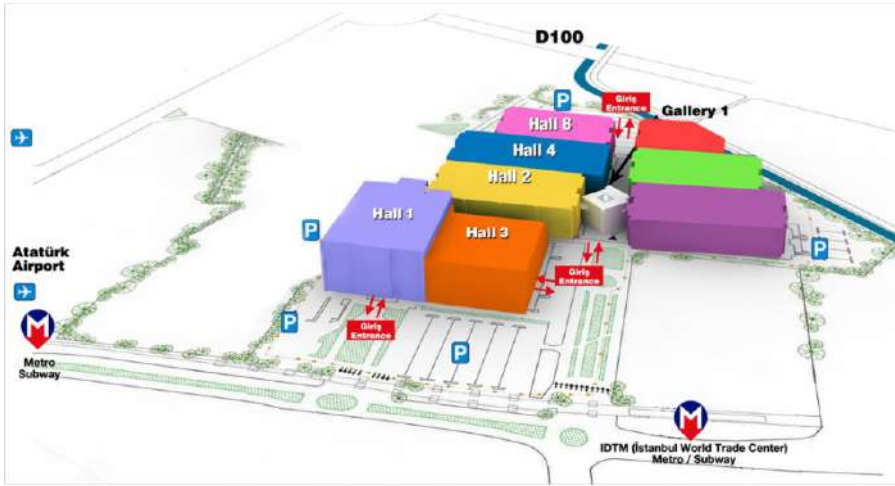 D100
P
Giriş
Entrance
Gallery 1
Hall 8
Hall 4
Hall 2
Hall 1
Hall 3
P
P
Atatürk
Airport
Giriş
Entrance
P
Giriş
Entrance
P
M
Metro
Subway
M
IDTM (İstanbul World Trade Center)
Metro / Subway